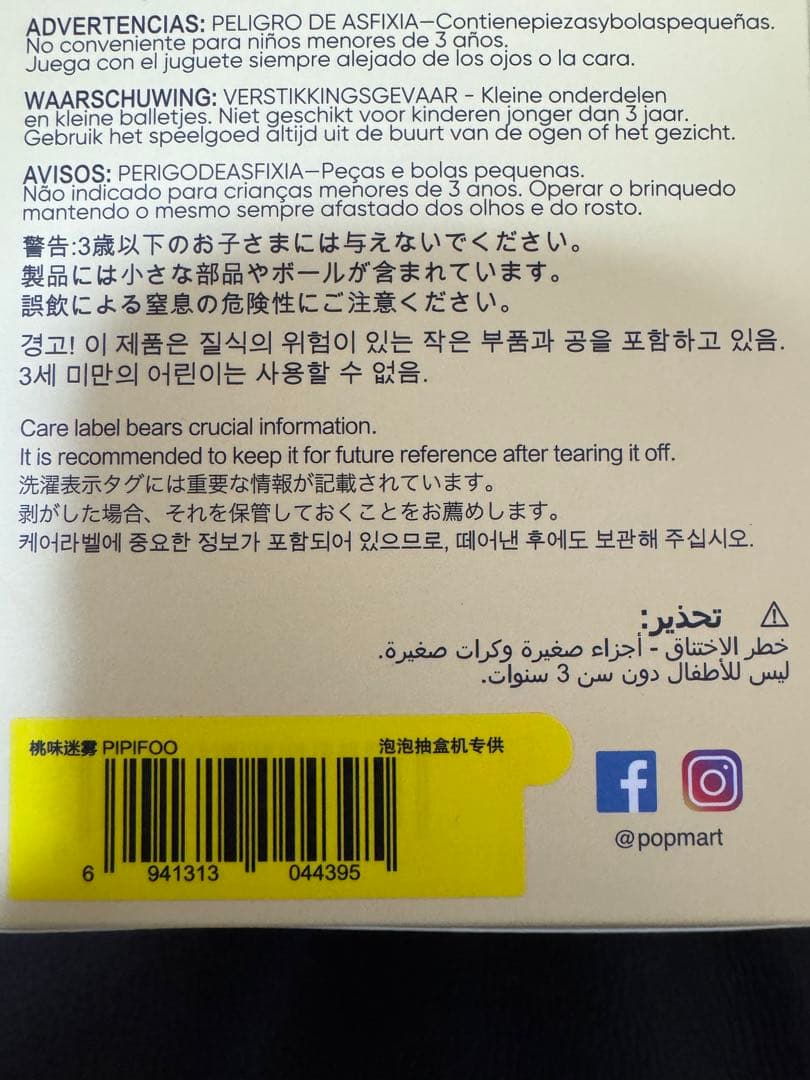 ADVERTENCIAS: PELIGRO DE ASFIXIA—Contienepiezasybolaspequeñas.
No conveniente para niños menores de 3 años.
Juega con el juguete siempre alejado de los ojos o la cara.
WAARSCHUWING: VERSTIKKINGSGEVAAR - Kleine onderdelen
en kleine balletjes. Niet geschikt voor kinderen jonger dan 3 jaar.
Gebruik het speelgoed altijd uit de buurt van de ogen of het gezicht.
AVISOS: PERIGODEASFIXIA—Peças e bolas pequenas.
Não indicado para crianças menores de 3 anos. Operar o brinquedo
mantendo o mesmo sempre afastado dos olhos e do rosto.
警告:3歳以下のお子さまには与えないでください。
製品には小さな部品やボールが含まれています。
誤飲による窒息の危険性にご注意ください。
경고! 이 제품은 질식의 위험이 있는 작은 부품과 공을 포함하고 있음.
3세 미만의 어린이는 사용할 수 없음.
Care label bears crucial information.
It is recommended to keep it for future reference after tearing it off.
洗濯表示タグには重要な情報が記載されています。
剥がした場合、それを保管しておくことをお薦めします。
케어라벨에 중요한 정보가 포함되어 있으므로, 떼어낸 후에도 보관해 주십시오.
⚠ تحذير:
خطر الاختناق - أجزاء صغيرة وكرات صغيرة.
ليس للأطفال دون سن 3 سنوات.
桃味迷雾 PIPIFOO 泡泡抽盒机专供
6 941313 044395
@popmart